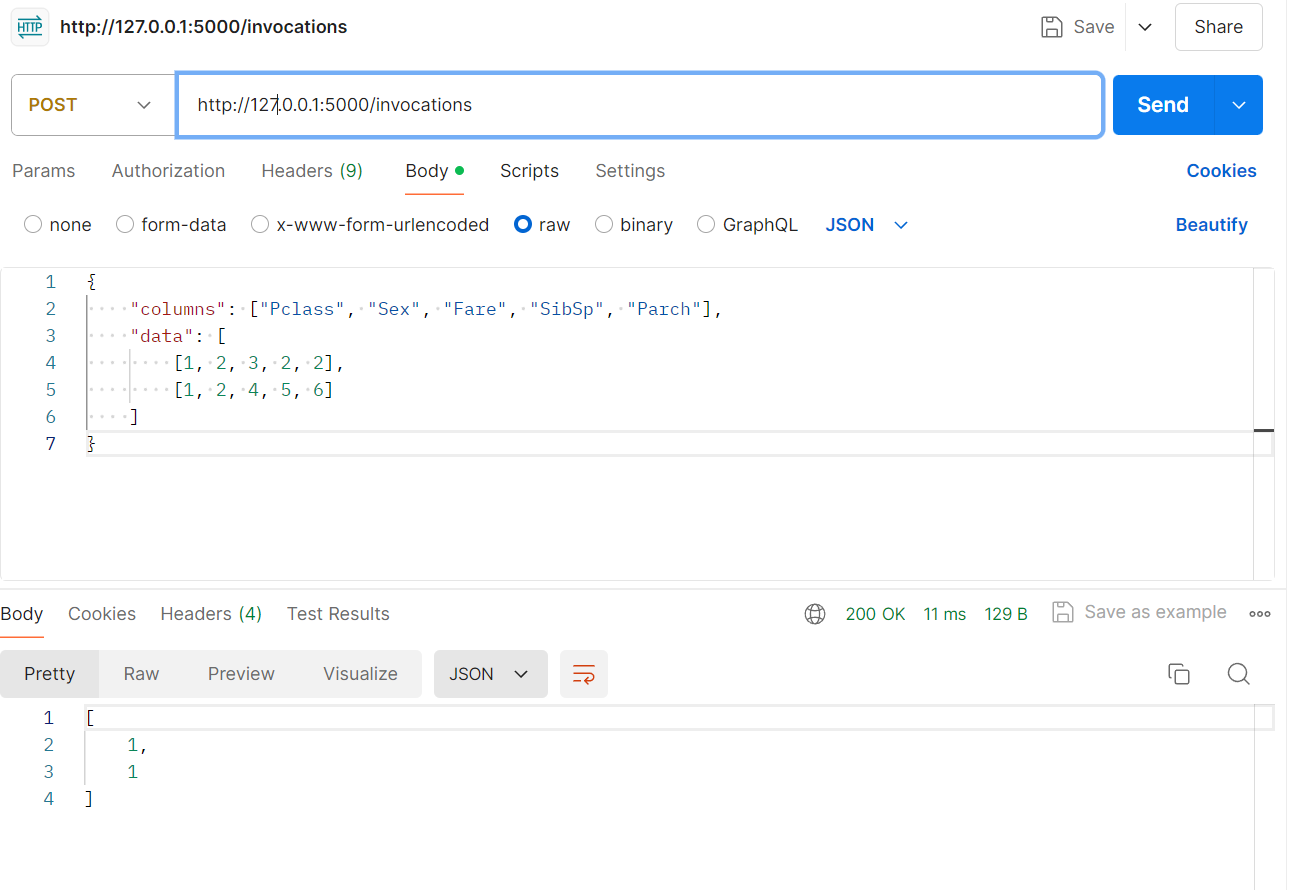 HTTP http://127.0.0.1:5000/invocations Save Share
POST http://127.0.0.1:5000/invocations Send
Params Authorization Headers (9) Body Scripts Settings Cookies
none form-data x-www-form-urlencoded raw binary GraphQL JSON Beautify
1 {
2 "columns": ["Pclass", "Sex", "Fare", "SibSp", "Parch"],
3 "data": [
4 [1, 2, 3, 2, 2],
5 [1, 2, 4, 5, 6]
6 ]
7 }
Body Cookies Headers (4) Test Results 200 OK 11 ms 129 B Save as example
Pretty Raw Preview Visualize JSON
1 [
2 1,
3 1
4 ]